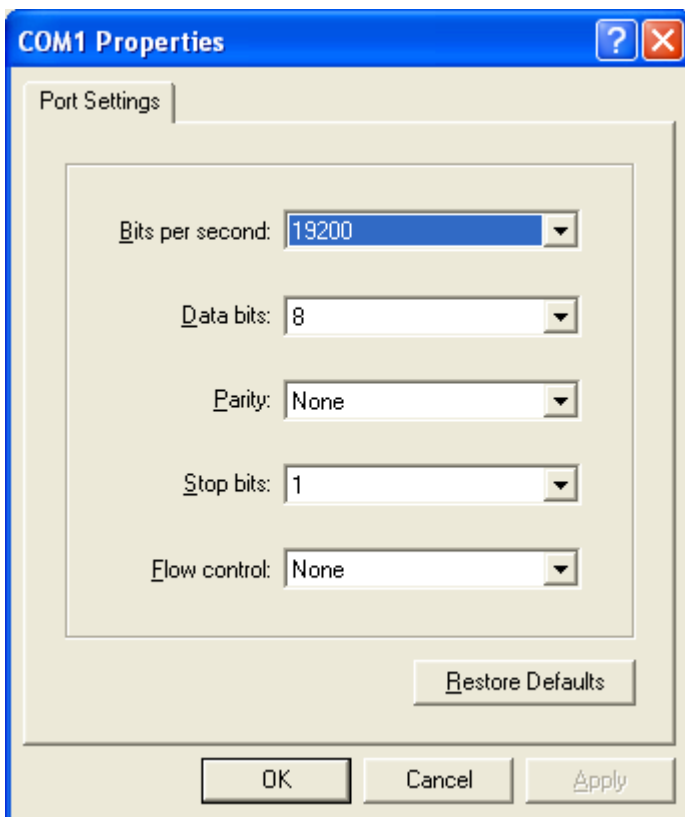 COM1 Properties
Port Settings
Bits per second: 19200
Data bits: 8
Parity: None
Stop bits: 1
Flow control: None
Restore Defaults
OK Cancel Apply